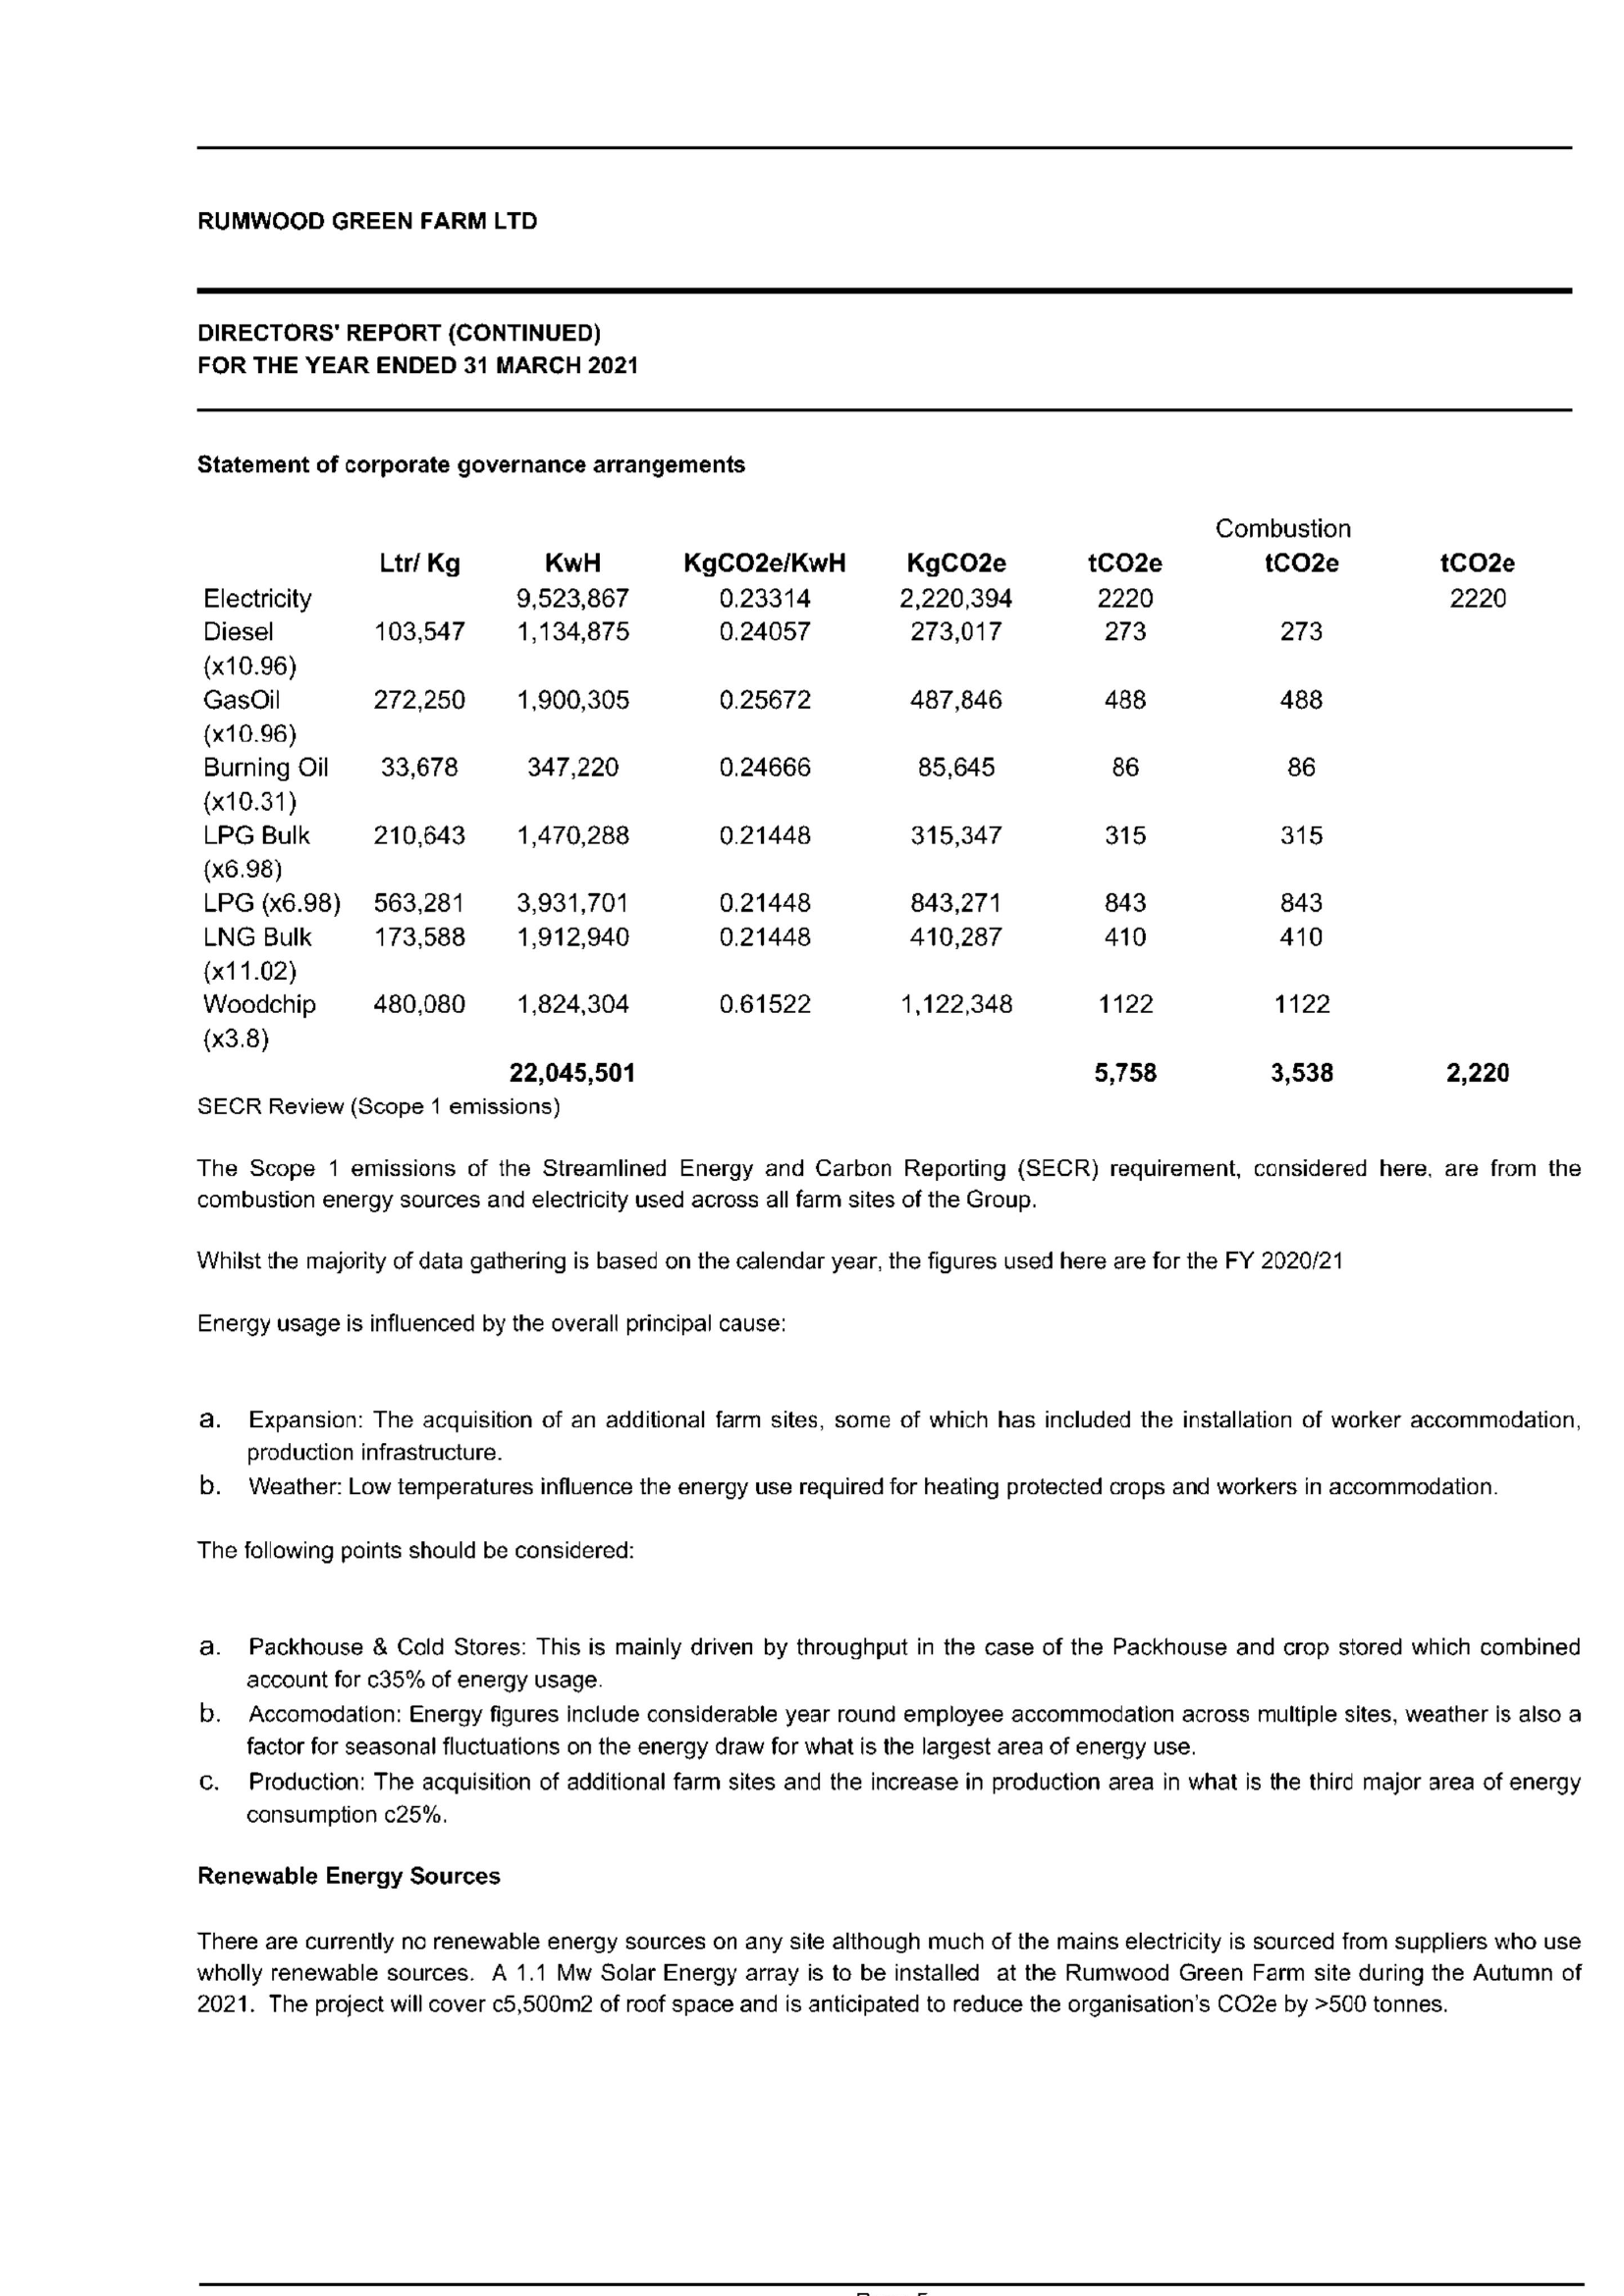 RUMWOOD GREEN FARM LTD
DIRECTORS' REPORT (CONTINUED)
FOR THE YEAR ENDED 31 MARCH 2021
Statement of corporate governance arrangements
Combustion
Ltr/ Kg KwH KgCO2e/KwH KgCO2e tCO2e tCO2e tCO2e
Electricity 9,523,867 0.23314 2,220,394 2220 2220
Diesel 103,547 1,134,875 0.24057 273,017 273 273
(x10.96)
GasOil 272,250 1,900,305 0.25672 487,846 488 488
(x10.96)
Burning Oil 33,678 347,220 0.24666 85,645 86 86
(x10.31)
LPG Bulk 210,643 1,470,288 0.21448 315,347 315 315
(x6.98)
LPG (x6.98) 563,281 3,931,701 0.21448 843,271 843 843
LNG Bulk 173,588 1,912,940 0.21448 410,287 410 410
(x11.02)
Woodchip 480,080 1,824,304 0.61522 1,122,348 1122 1122
(x3.8)
22,045,501 5,758 3,538 2,220
SECR Review (Scope 1 emissions)
The Scope 1 emissions of the Streamlined Energy and Carbon Reporting (SECR) requirement, considered here, are from the
combustion energy sources and electricity used across all farm sites of the Group.
Whilst the majority of data gathering is based on the calendar year, the figures used here are for the FY 2020/21
Energy usage is influenced by the overall principal cause:
a. Expansion: The acquisition of an additional farm sites, some of which has included the installation of worker accommodation,
production infrastructure.
b. Weather: Low temperatures influence the energy use required for heating protected crops and workers in accommodation.
The following points should be considered:
a. Packhouse & Cold Stores: This is mainly driven by throughput in the case of the Packhouse and crop stored which combined
account for c35% of energy usage.
b. Accomodation: Energy figures include considerable year round employee accommodation across multiple sites, weather is also a
factor for seasonal fluctuations on the energy draw for what is the largest area of energy use.
c. Production: The acquisition of additional farm sites and the increase in production area in what is the third major area of energy
consumption c25%.
Renewable Energy Sources
There are currently no renewable energy sources on any site although much of the mains electricity is sourced from suppliers who use
wholly renewable sources. A 1.1 Mw Solar Energy array is to be installed at the Rumwood Green Farm site during the Autumn of
2021. The project will cover c5,500m2 of roof space and is anticipated to reduce the organisation's CO2e by >500 tonnes.